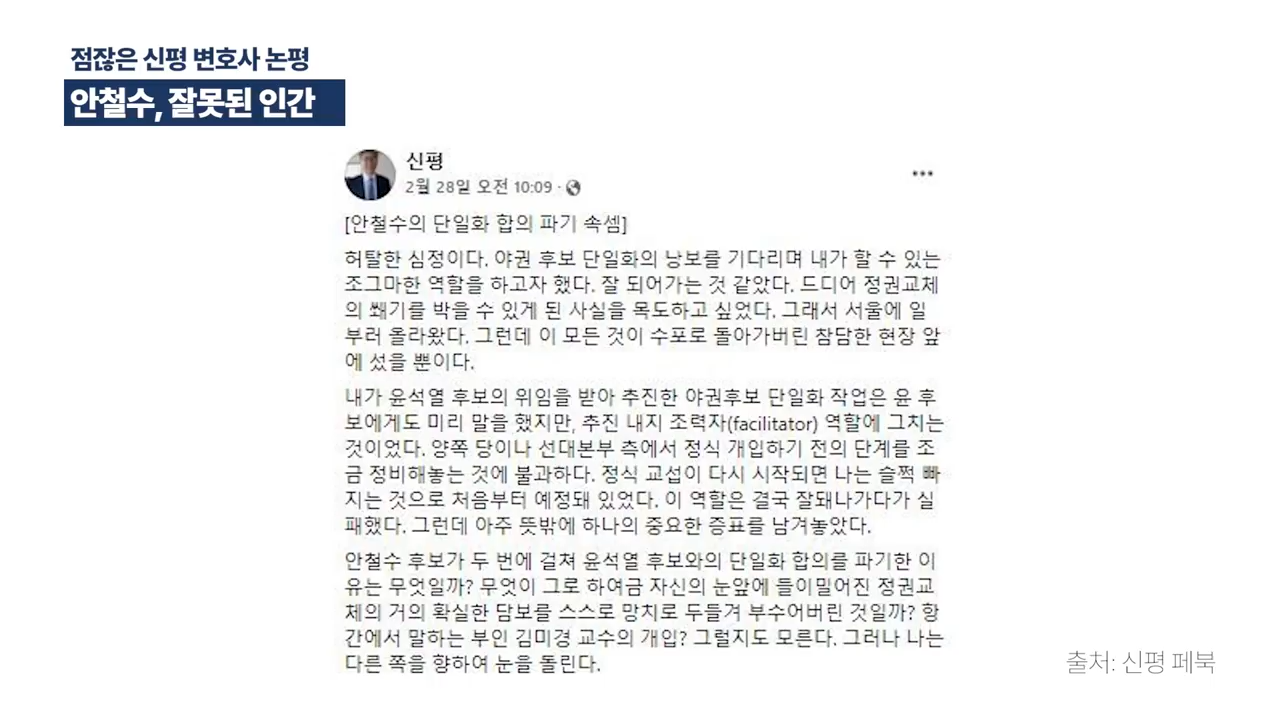 점잖은 신평 변호사 논평
안철수, 잘못된 인간
신평
2월 28일 오전 10:09 ·
[안철수의 단일화 합의 파기 속셈]
허탈한 심정이다. 야권 후보 단일화의 낭보를 기다리며 내가 할 수 있는
조그마한 역할을 하고자 했다. 잘 되어가는 것 같았다. 드디어 정권교체
의 쐐기를 박을 수 있게 된 사실을 목도하고 싶었다. 그래서 서울에 일
부러 올라왔다. 그런데 이 모든 것이 수포로 돌아가버린 참담한 현장 앞
에 섰을 뿐이다.
내가 윤석열 후보의 위임을 받아 추진한 야권후보 단일화 작업은 윤 후
보에게도 미리 말을 했지만, 추진 내지 조력자(facilitator) 역할에 그치는
것이었다. 양쪽 당이나 선대본부 측에서 정식 개입하기 전의 단계를 조
금 정비해놓는 것에 불과하다. 정식 교섭이 다시 시작되면 나는 슬쩍 빠
지는 것으로 처음부터 예정돼 있었다. 이 역할은 결국 잘돼나가다가 실
패했다. 그런데 아주 뜻밖에 하나의 중요한 증표를 남겨놓았다.
안철수 후보가 두 번에 걸쳐 윤석열 후보와의 단일화 합의를 파기한 이
유는 무엇일까? 무엇이 그로 하여금 자신의 눈앞에 들이밀어진 정권교
체의 거의 확실한 담보를 스스로 망치로 두들겨 부수어버린 것일까? 항
간에서 말하는 부인 김미경 교수의 개입? 그럴지도 모른다. 그러나 나는
다른 쪽을 향하여 눈을 돌린다.
출처: 신평 페북